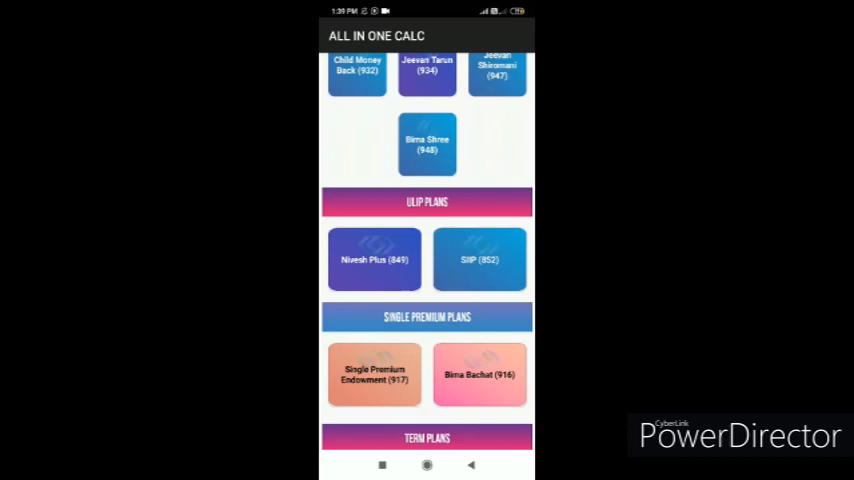 1:39 PM
ALL IN ONE CALC
Child Money
Back (932)
Jeevan Tarun
(934)
Jeevan
Shiromani
(947)
Bima Shree
(948)
ULIP PLANS
Nivesh Plus (849)
SIIP (852)
SINGLE PREMIUM PLANS
Single Premium
Endowment (917)
Bima Bachat (916)
TERM PLANS
CyberLink
PowerDirector